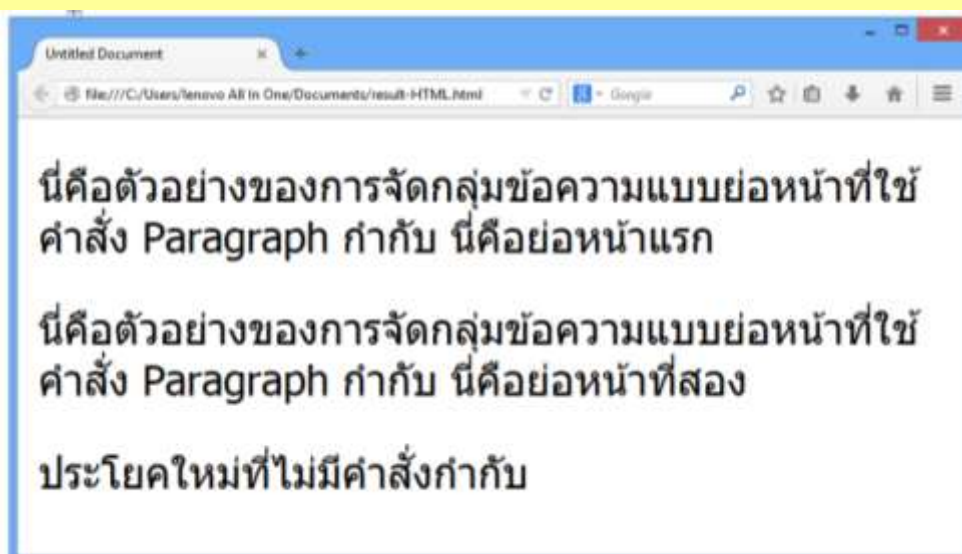 Untitled Document
file:///C:/Users/lenovo All In One/Documents/result-HTML.html
Google
นี่คือตัวอย่างของการจัดกลุ่มข้อความแบบย่อหน้าที่ใช้
คำสั่ง Paragraph กำกับ นี่คือย่อหน้าแรก
นี่คือตัวอย่างของการจัดกลุ่มข้อความแบบย่อหน้าที่ใช้
คำสั่ง Paragraph กำกับ นี่คือย่อหน้าที่สอง
ประโยคใหม่ที่ไม่มีคำสั่งกำกับ